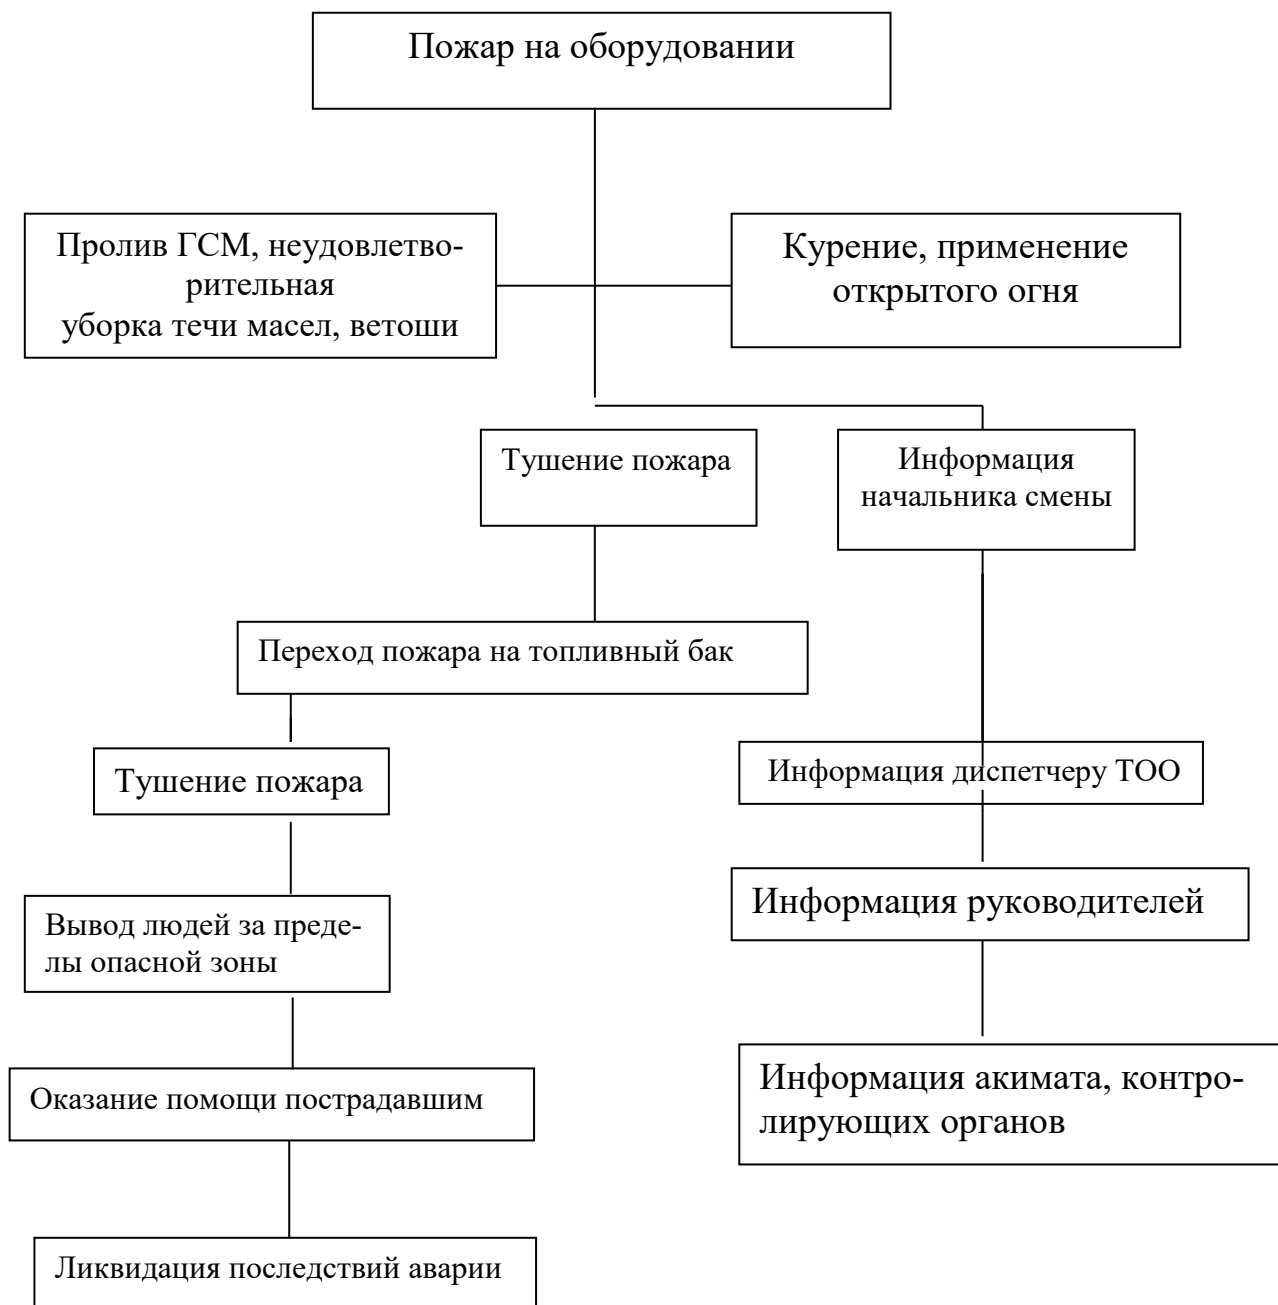 Пожар на оборудовании
Пролив ГСМ, неудовлетво-
рительная
уборка течи масел, ветоши
Курение, применение
открытого огня
Тушение пожара
Информация
начальника смены
Переход пожара на топливный бак
Тушение пожара
Информация диспетчеру ТОО
Вывод людей за преде-
лы опасной зоны
Информация руководителей
Оказание помощи пострадавшим
Информация акимата, контро-
лирующих органов
Ликвидация последствий аварии